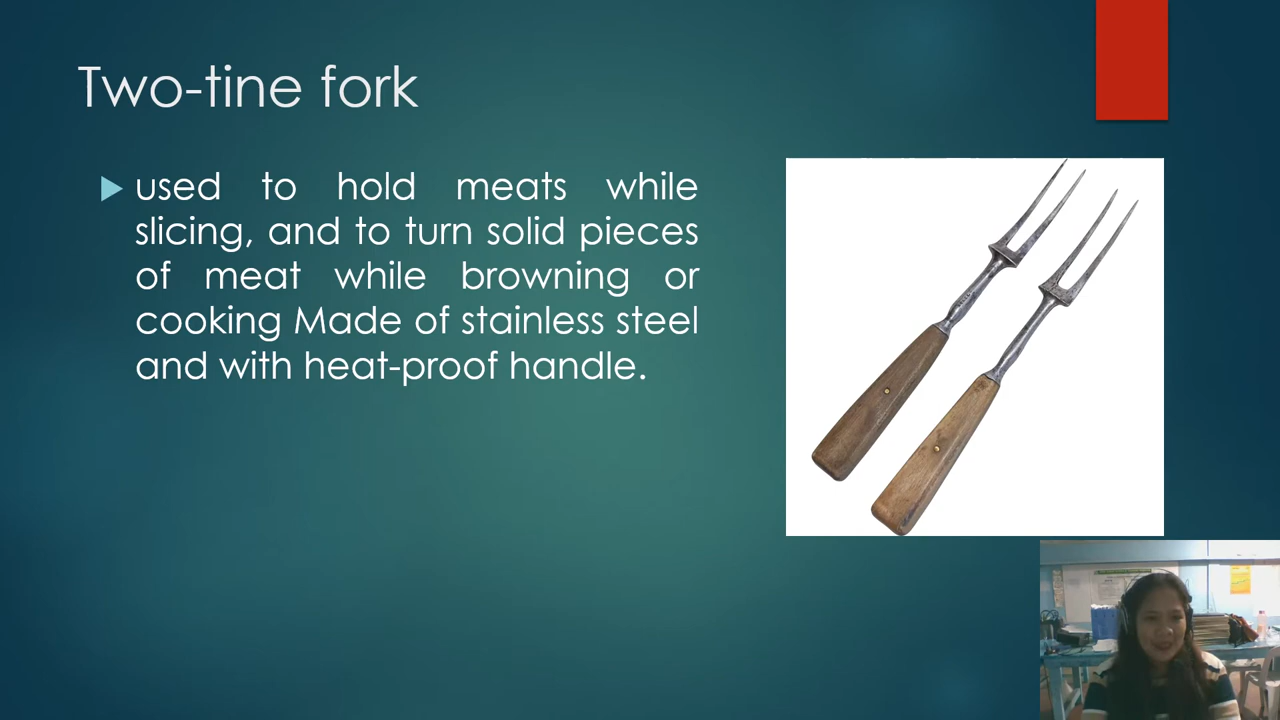 Two-tine fork
used to hold meats while
slicing, and to turn solid pieces
of meat while browning or
cooking Made of stainless steel
and with heat-proof handle.